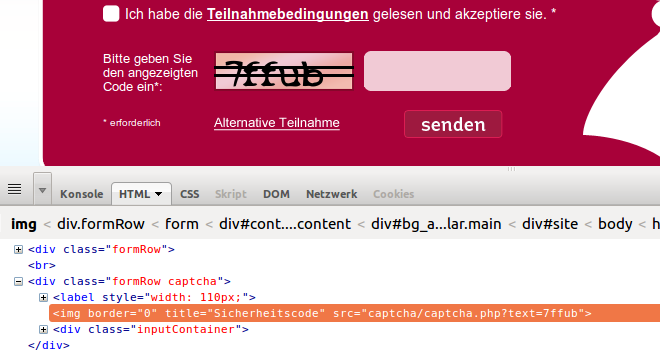 Ich habe die Teilnahmebedingungen gelesen und akzeptiere sie. *
Bitte geben Sie
den angezeigten
Code ein*:
7ffub
* erforderlich
Alternative Teilnahme
senden
Konsole HTML CSS Skript DOM Netzwerk Cookies
img < div.formRow < form < div#cont....content < div#bg_a...lar.main < div#site < body < h
<div class="formRow">
<br>
<div class="formRow captcha">
<label style="width: 110px;">
<img border="0" title="Sicherheitscode" src="captcha/captcha.php?text=7ffub">
<div class="inputContainer">
</div>